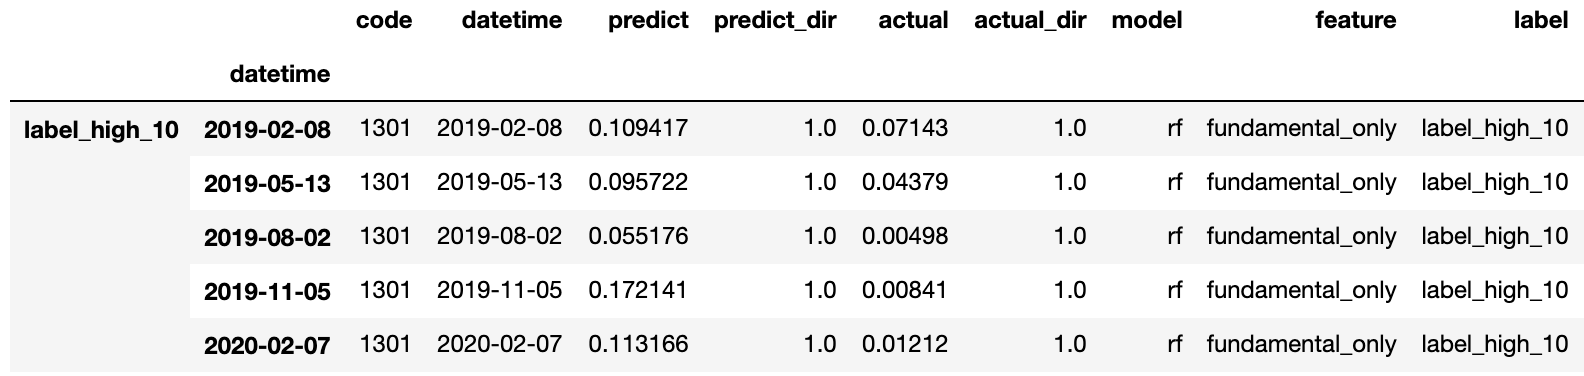 code datetime predict predict_dir actual actual_dir model feature label
datetime
label_high_10 2019-02-08 1301 2019-02-08 0.109417 1.0 0.07143 1.0 rf fundamental_only label_high_10
2019-05-13 1301 2019-05-13 0.095722 1.0 0.04379 1.0 rf fundamental_only label_high_10
2019-08-02 1301 2019-08-02 0.055176 1.0 0.00498 1.0 rf fundamental_only label_high_10
2019-11-05 1301 2019-11-05 0.172141 1.0 0.00841 1.0 rf fundamental_only label_high_10
2020-02-07 1301 2020-02-07 0.113166 1.0 0.01212 1.0 rf fundamental_only label_high_10